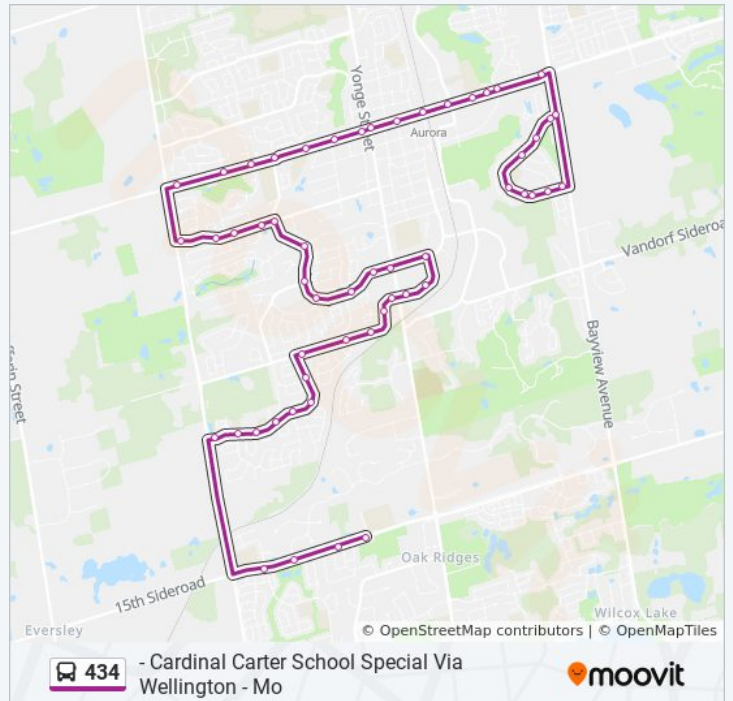 Yonge Street
Aurora
Vandorf Sideroa
Bayview Avenue
fferin Street
Oak Ridges
15th Sideroad
Wilcox Lake
Eversley
© OpenStreetMap contributors | © OpenMapTiles
434
- Cardinal Carter School Special Via
Wellington - Mo
moovit